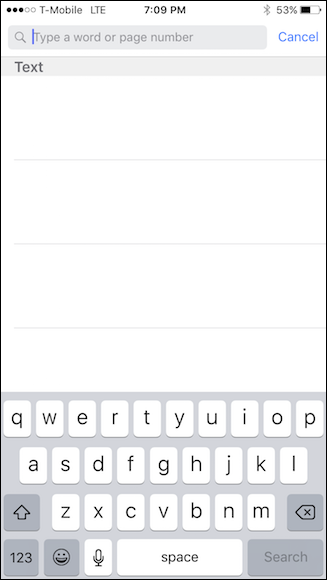 T-Mobile LTE 7:09 PM 53%
Type a word or page number Cancel
Text
q w e r t y u i o p
a s d f g h j k l
z x c v b n m
123 space Search